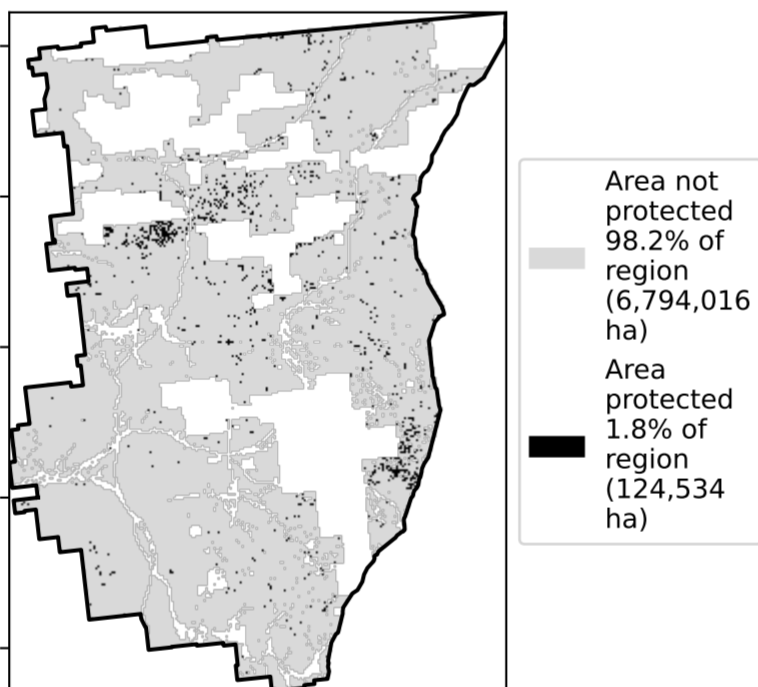 Area not
protected
98.2% of
region
(6,794,016
ha)
Area
protected
1.8% of
region
(124,534
ha)